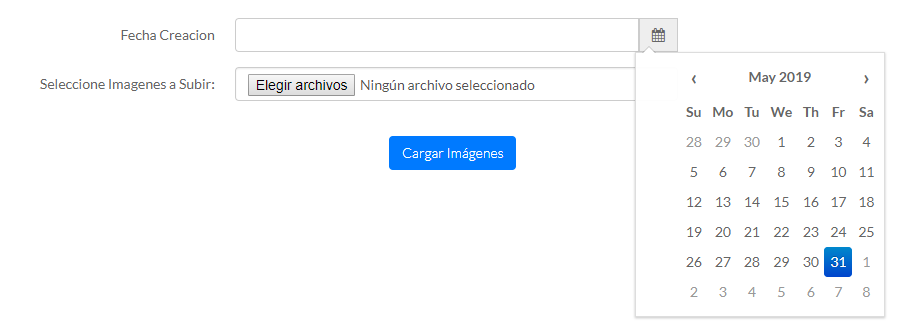 Fecha Creacion
Seleccione Imagenes a Subir:
Elegir archivos Ningún archivo seleccionado
Cargar Imágenes
‹ May 2019 ›
Su Mo Tu We Th Fr Sa
28 29 30 1 2 3 4
5 6 7 8 9 10 11
12 13 14 15 16 17 18
19 20 21 22 23 24 25
26 27 28 29 30 31 1
2 3 4 5 6 7 8